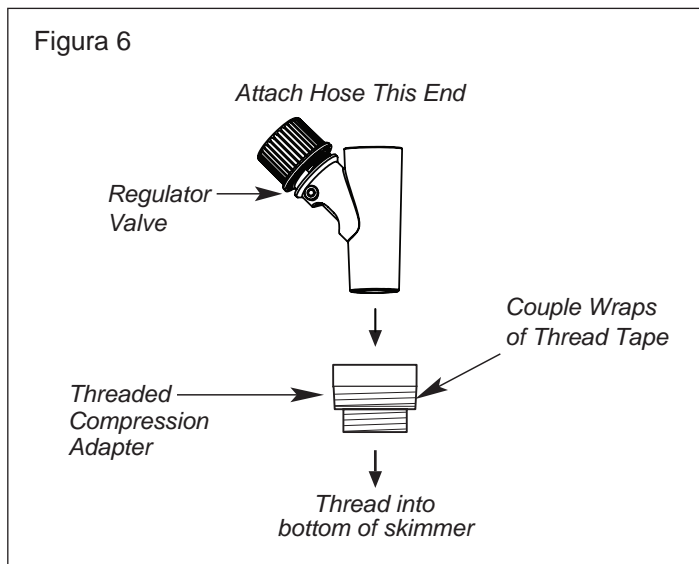 Figura 6
Attach Hose This End
Regulator
Valve
Couple Wraps
of Thread Tape
Threaded
Compression
Adapter
Thread into
bottom of skimmer